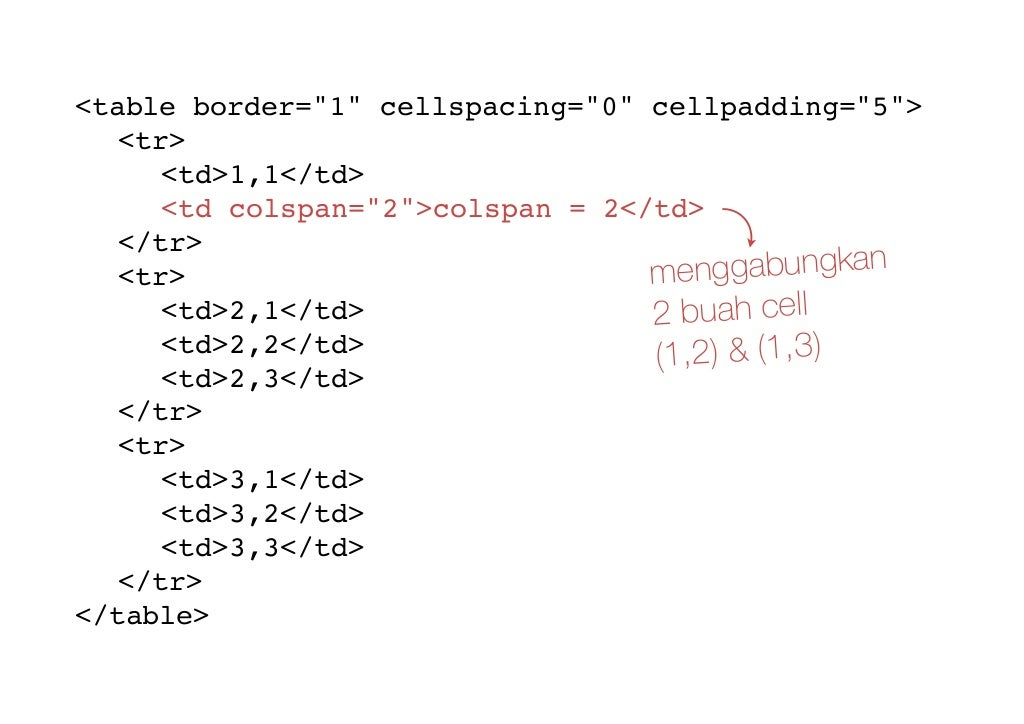 <table border="1" cellspacing="0" cellpadding="5">
<tr>
<td>1,1</td>
<td colspan="2">colspan = 2</td>
</tr>
<tr>
<td>2,1</td>
<td>2,2</td>
<td>2,3</td>
</tr>
<tr>
<td>3,1</td>
<td>3,2</td>
<td>3,3</td>
</tr>
</table>
menggabungkan
2 buah cell
(1,2) & (1,3)